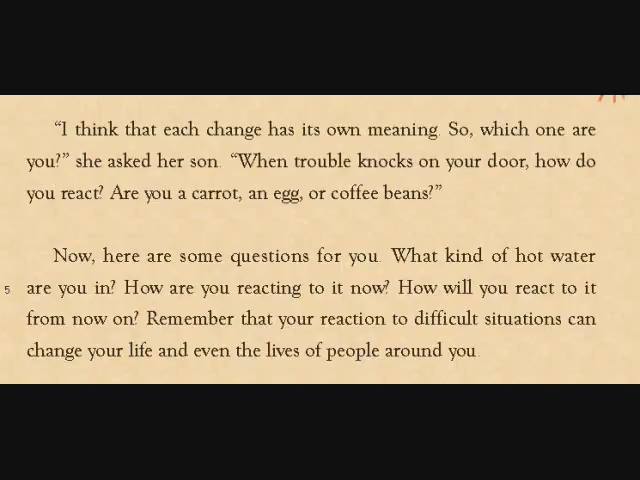 “I think that each change has its own meaning. So, which one are
you?” she asked her son. “When trouble knocks on your door, how do
you react? Are you a carrot, an egg, or coffee beans?”
Now, here are some questions for you. What kind of hot water
5 are you in? How are you reacting to it now? How will you react to it
from now on? Remember that your reaction to difficult situations can
change your life and even the lives of people around you.